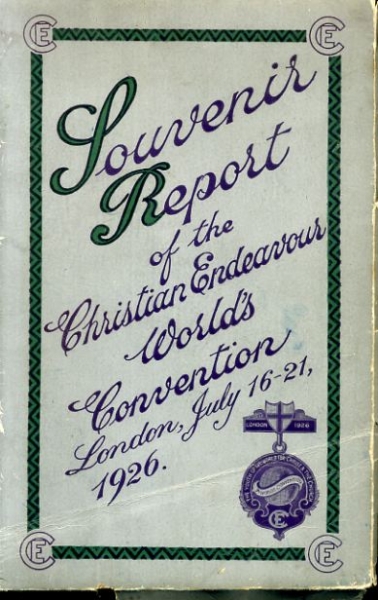 CE
CE
Souvenir
Report
of the
Christian Endeavour
World's
Convention
London, July 16-21,
1926.
LONDON 1926
CE
CE
CE